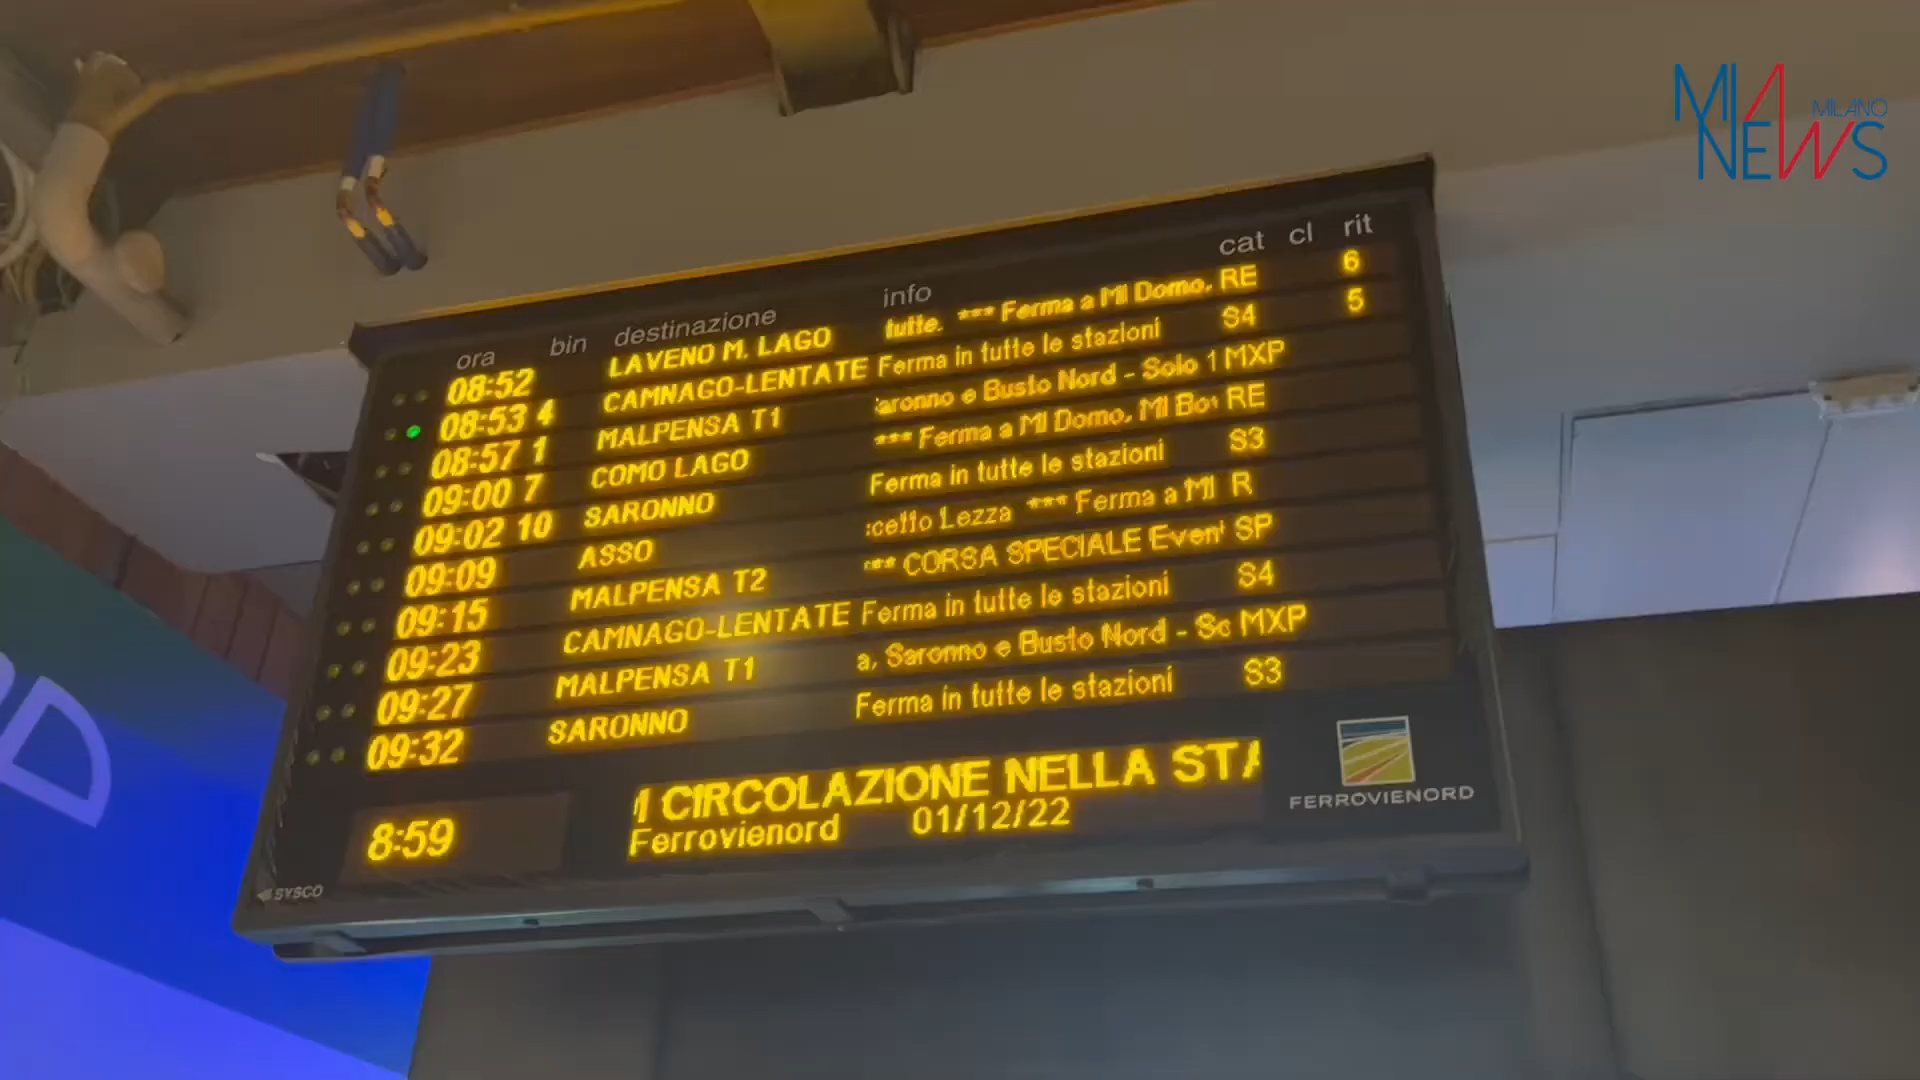 MIA
MILANO
NEWS
ora bin destinazione info cat cl rit
08:52 LAVENO M. LAGO tutte. *** Ferma a MI Domo, RE 6
08:53 4 CAMNAGO-LENTATE Ferma in tutte le stazioni S4 5
08:57 1 MALPENSA T1 aronno e Busto Nord - Solo 1 MXP
09:00 7 COMO LAGO *** Ferma a MI Domo, MI Bov RE
09:02 10 SARONNO Ferma in tutte le stazioni S3
09:09 ASSO cetto Lezza *** Ferma a MI R
09:15 MALPENSA T2 *** CORSA SPECIALE Event SP
09:23 CAMNAGO-LENTATE Ferma in tutte le stazioni S4
09:27 MALPENSA T1 a, Saronno e Busto Nord - So MXP
09:32 SARONNO Ferma in tutte le stazioni S3
CIRCOLAZIONE NELLA STA
8:59 Ferrovienord 01/12/22
FERROVIENORD
SYSCO